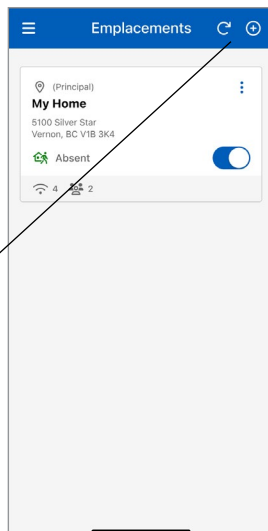 Emplacements
(Principal)
My Home
5100 Silver Star
Vernon, BC V1B 3K4
Absent
4 2